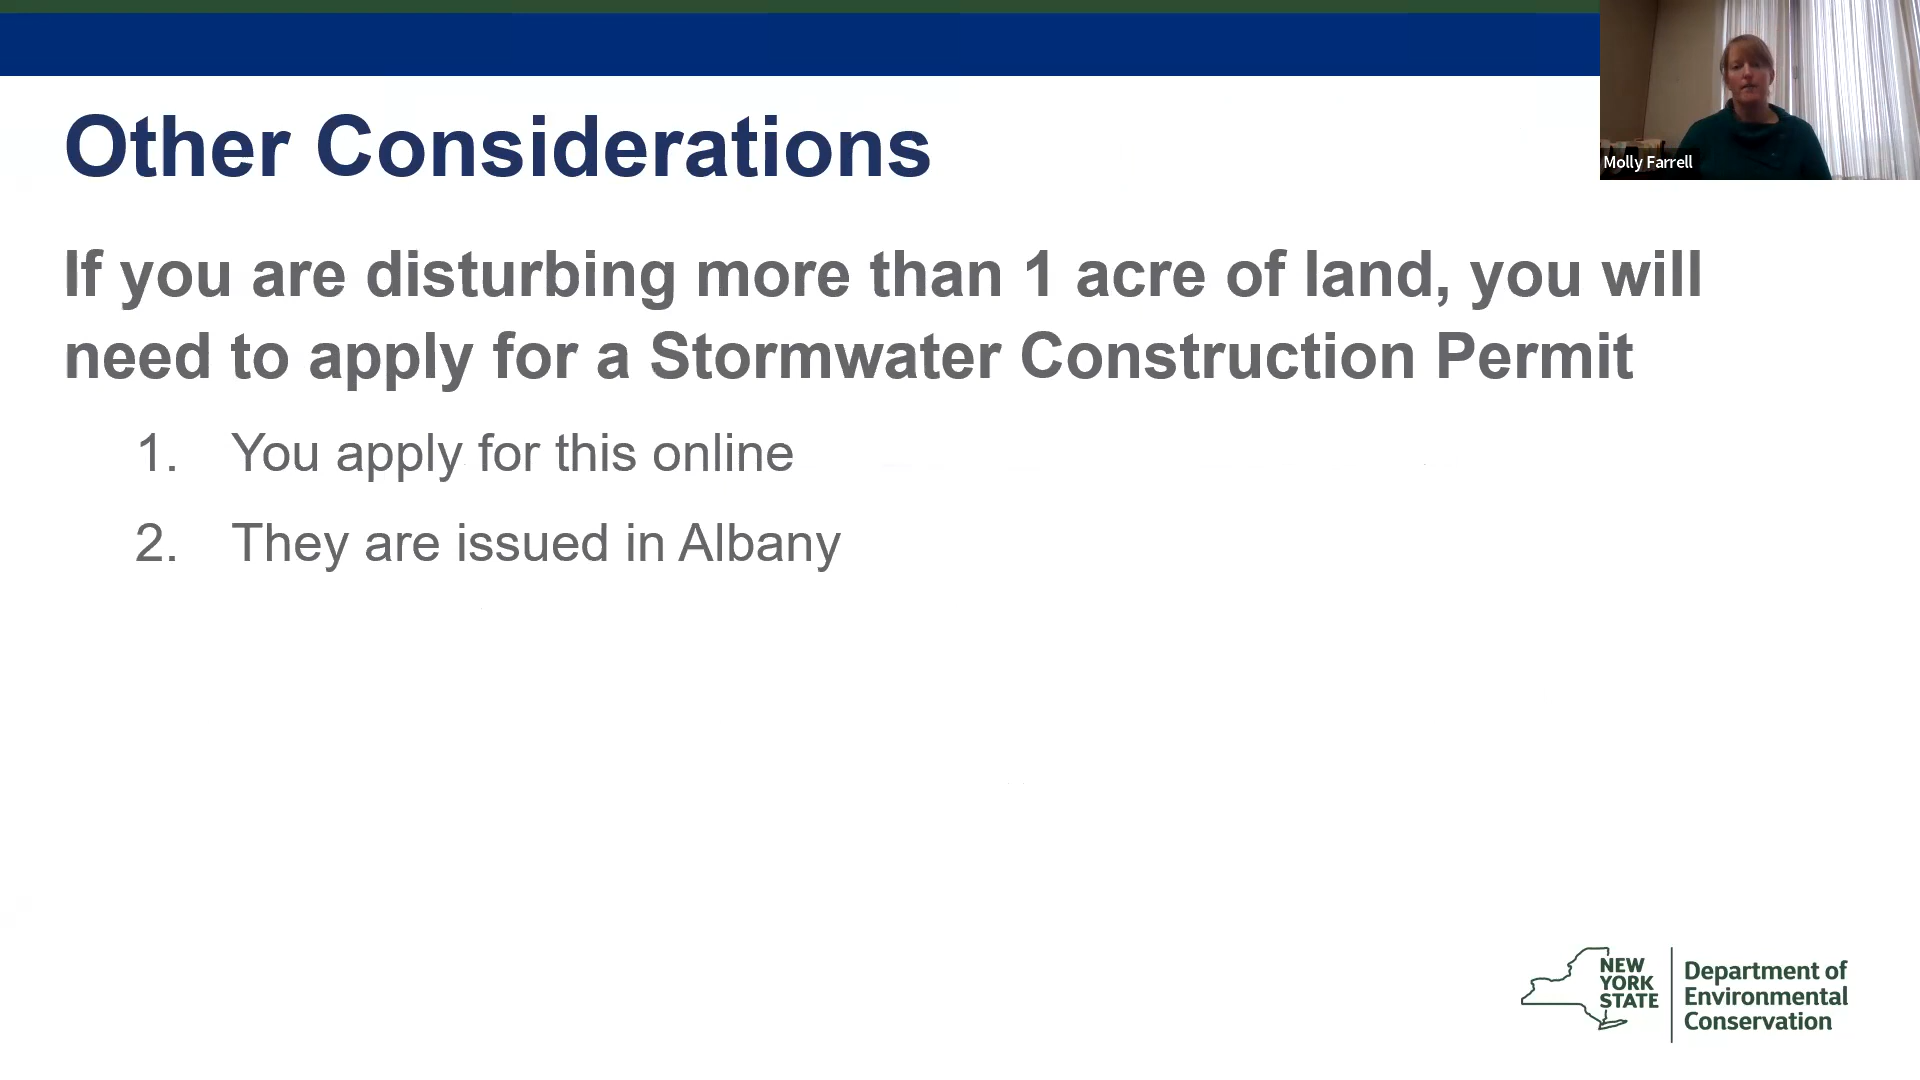 Other Considerations
Molly Farrell
If you are disturbing more than 1 acre of land, you will
need to apply for a Stormwater Construction Permit
1. You apply for this online
2. They are issued in Albany
NEW
YORK
STATE
Department of
Environmental
Conservation